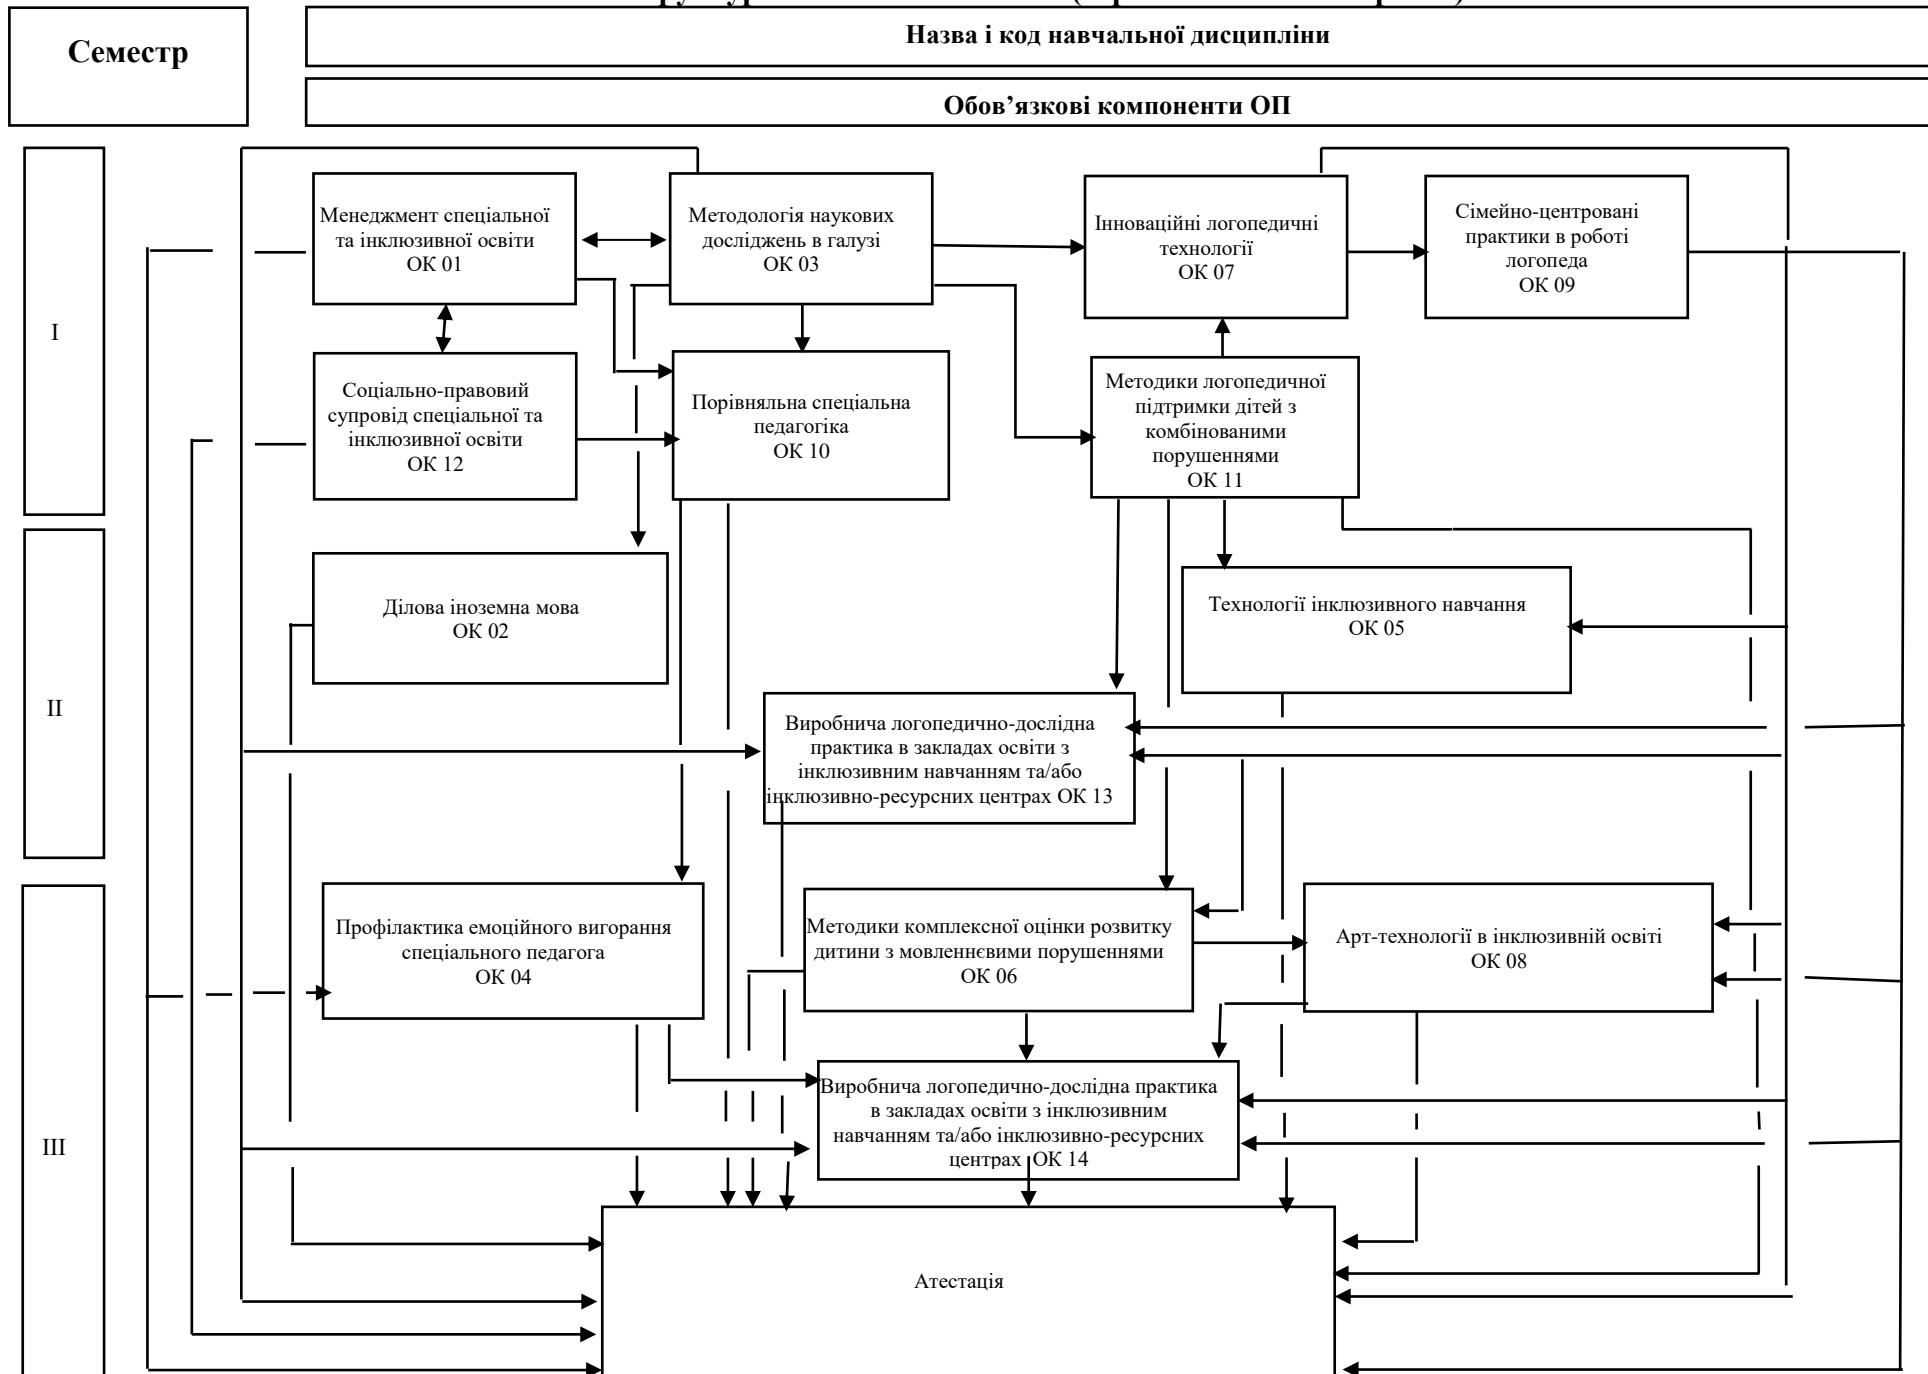 Семестр
Назва і код навчальної дисципліни
Обов’язкові компоненти ОП
I
Менеджмент спеціальної
та інклюзивної освіти
ОК 01
Методологія наукових
досліджень в галузі
ОК 03
Інноваційні логопедичні
технології
ОК 07
Сімейно-центровані
практики в роботі
логопеда
ОК 09
Соціально-правовий
супровід спеціальної та
інклюзивної освіти
ОК 12
Порівняльна спеціальна
педагогіка
ОК 10
Методики логопедичної
підтримки дітей з
комбінованими
порушеннями
ОК 11
II
Ділова іноземна мова
ОК 02
Технології інклюзивного навчання
ОК 05
Виробнича логопедично-дослідна
практика в закладах освіти з
інклюзивним навчанням та/або
інклюзивно-ресурсних центрах ОК 13
III
Профілактика емоційного вигорання
спеціального педагога
ОК 04
Методики комплексної оцінки розвитку
дитини з мовленнєвими порушеннями
ОК 06
Арт-технології в інклюзивній освіті
ОК 08
Виробнича логопедично-дослідна практика
в закладах освіти з інклюзивним
навчанням та/або інклюзивно-ресурсних
центрах ОК 14
Атестація